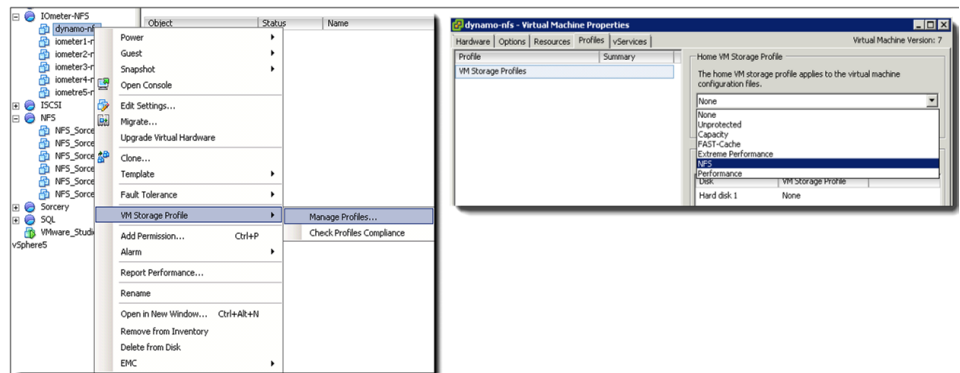 IOmeter-NFS
dynamo-nf
iometer1-r
iometer2-r
iometer3-r
iometer4-r
iometre5-r
ISCSI
NFS
NFS_Sorce
NFS_Sorce
NFS_Sorce
NFS_Sorce
NFS_Sorce
NFS_Sorce
Sorcery
SQL
VMware_Studi
vSphere5
Object Status Name
Power
Guest
Snapshot
Open Console
Edit Settings...
Migrate...
Upgrade Virtual Hardware
Clone...
Template
Fault Tolerance
VM Storage Profile
Add Permission... Ctrl+P
Alarm
Report Performance...
Rename
Open in New Window... Ctrl+Alt+N
Remove from Inventory
Delete from Disk
EMC
Manage Profiles...
Check Profiles Compliance
dynamo-nfs - Virtual Machine Properties
Hardware Options Resources Profiles vServices Virtual Machine Version: 7
Profile Summary
VM Storage Profiles
Home VM Storage Profile
The home VM storage profile applies to the virtual machine
configuration files.
None
None
Unprotected
Capacity
FAST-Cache
Extreme Performance
NFS
Performance
Disk VM Storage Profile
Hard disk 1 None